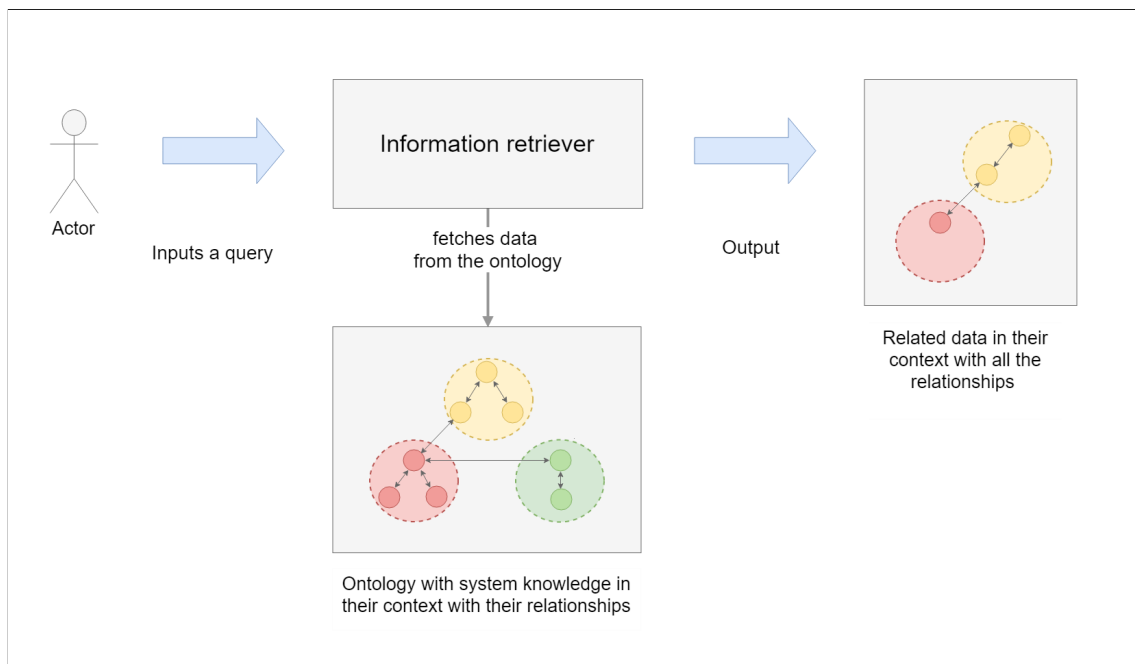 Actor
Inputs a query
Information retriever
fetches data
from the ontology
Output
Related data in their
context with all the
relationships
Ontology with system knowledge in
their context with their relationships